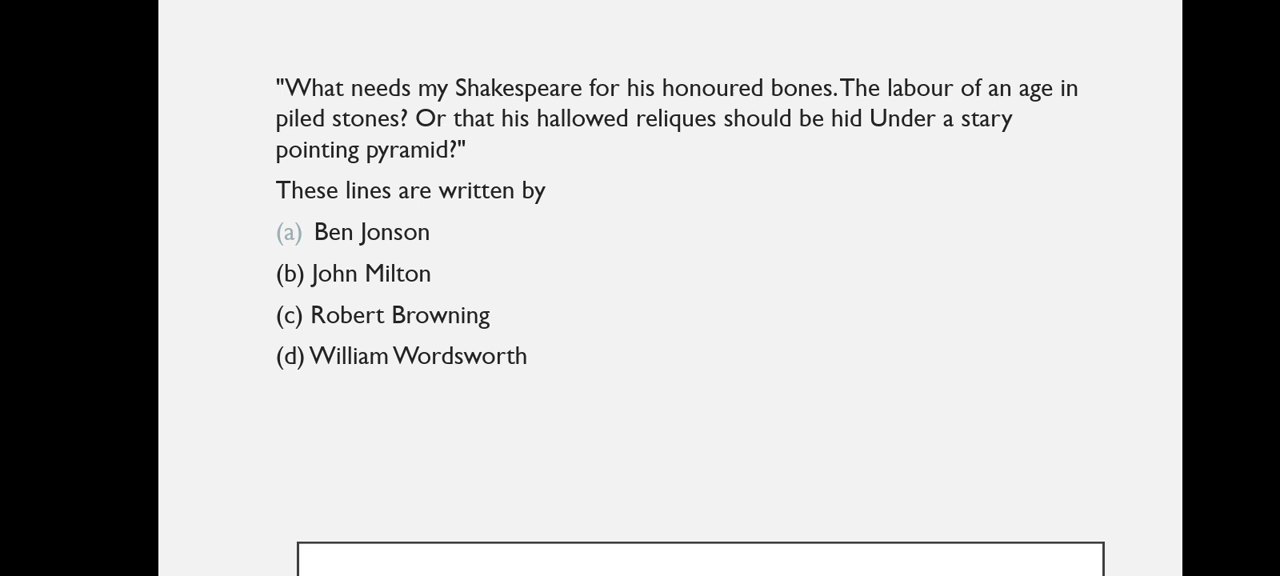 "What needs my Shakespeare for his honoured bones. The labour of an age in
piled stones? Or that his hallowed reliques should be hid Under a stary
pointing pyramid?"
These lines are written by
(a) Ben Jonson
(b) John Milton
(c) Robert Browning
(d) William Wordsworth